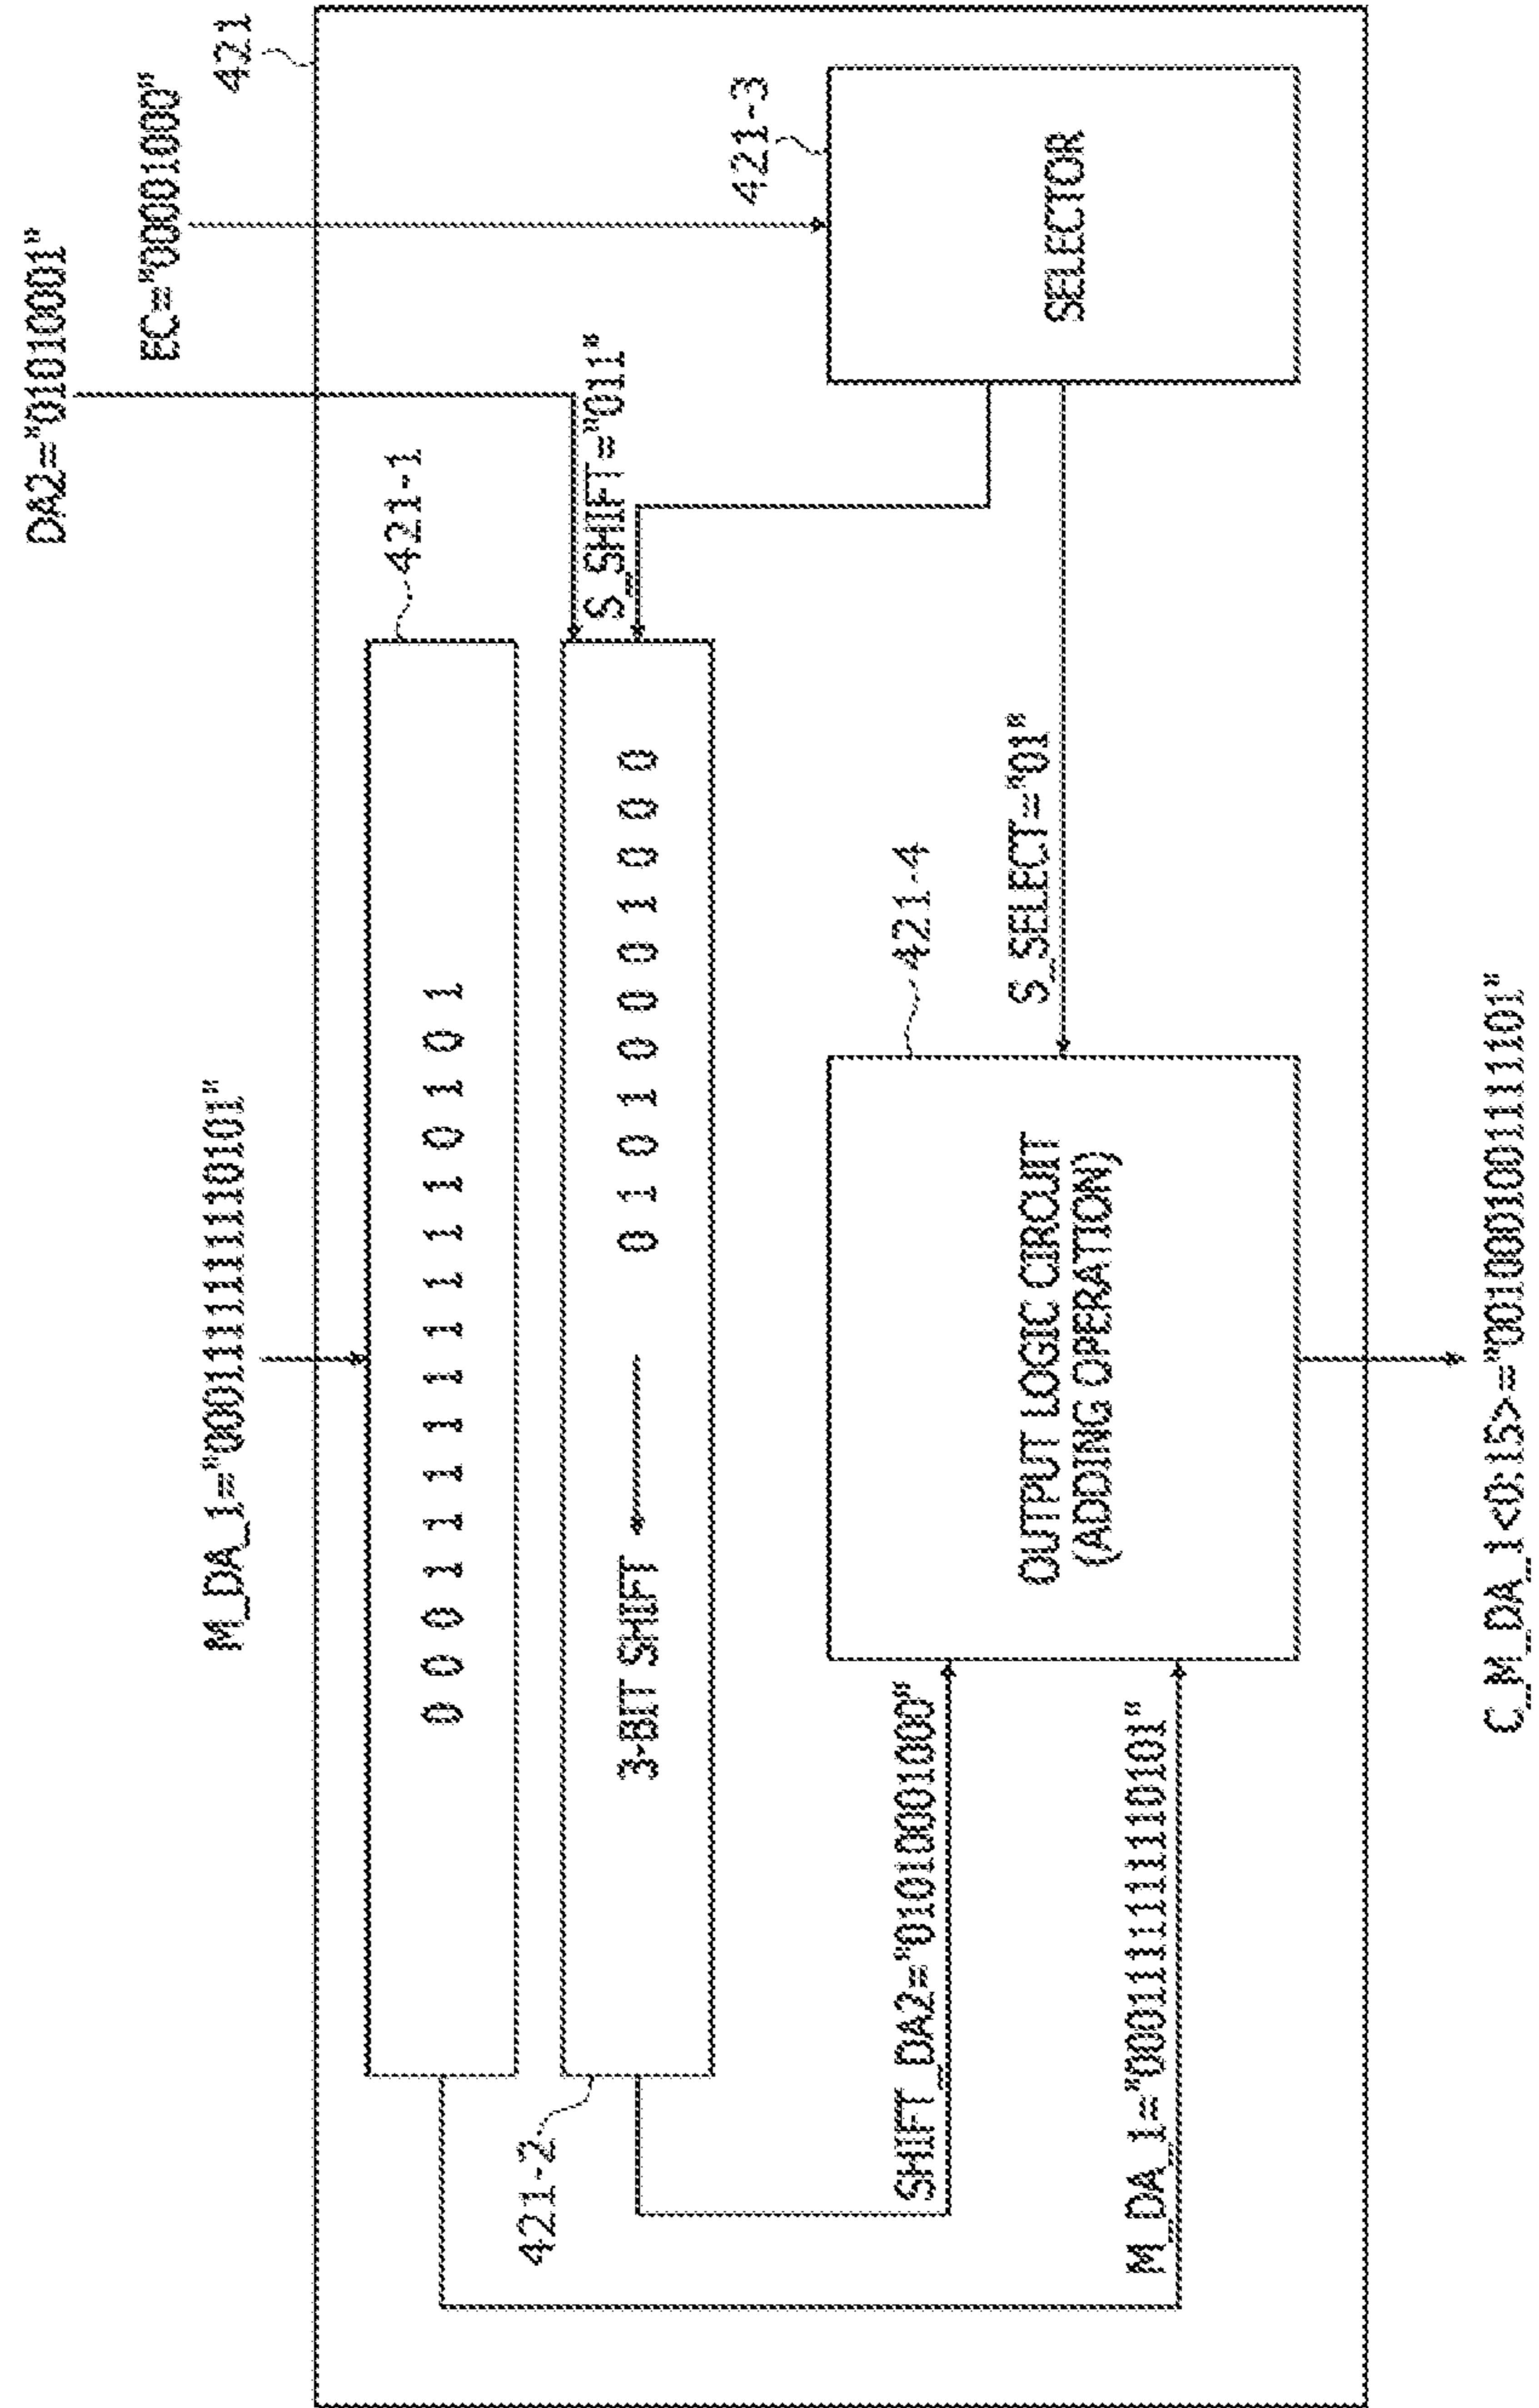 DA2="01010001"
EC="00001000"
421
M_DA_1="0001111111110101"
421-1
0 0 0 1 1 1 1 1 1 1 1 1 0 1 0 1
S_SHIFT="011"
421-2
3-BIT SHIFT 0 1 0 1 0 0 0 1 0 0 0
421-3
SELECTOR
SHIFT_DA2="01010001000"
421-4
S_SELECT="01"
OUTPUT LOGIC CIRCUIT
(ADDING OPERATION)
M_DA_1="0001111111110101"
C_M_DA_1<0:15>="0010001001111101"